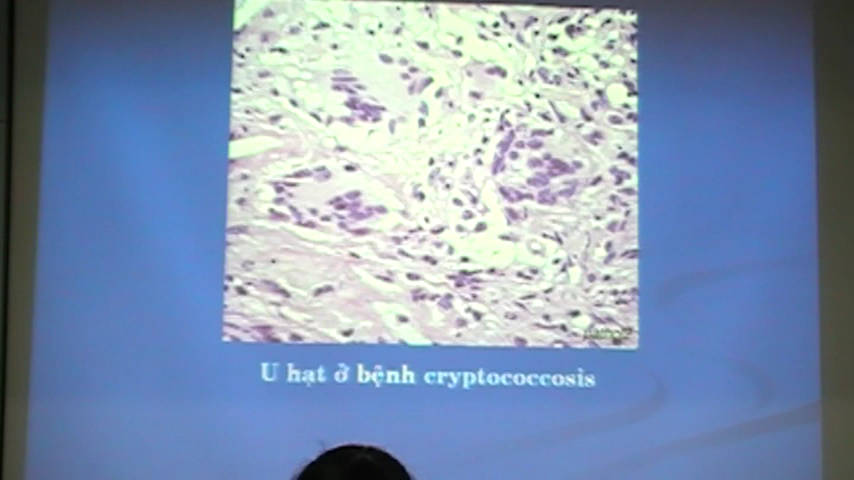 U hạt ở bệnh cryptococcosis